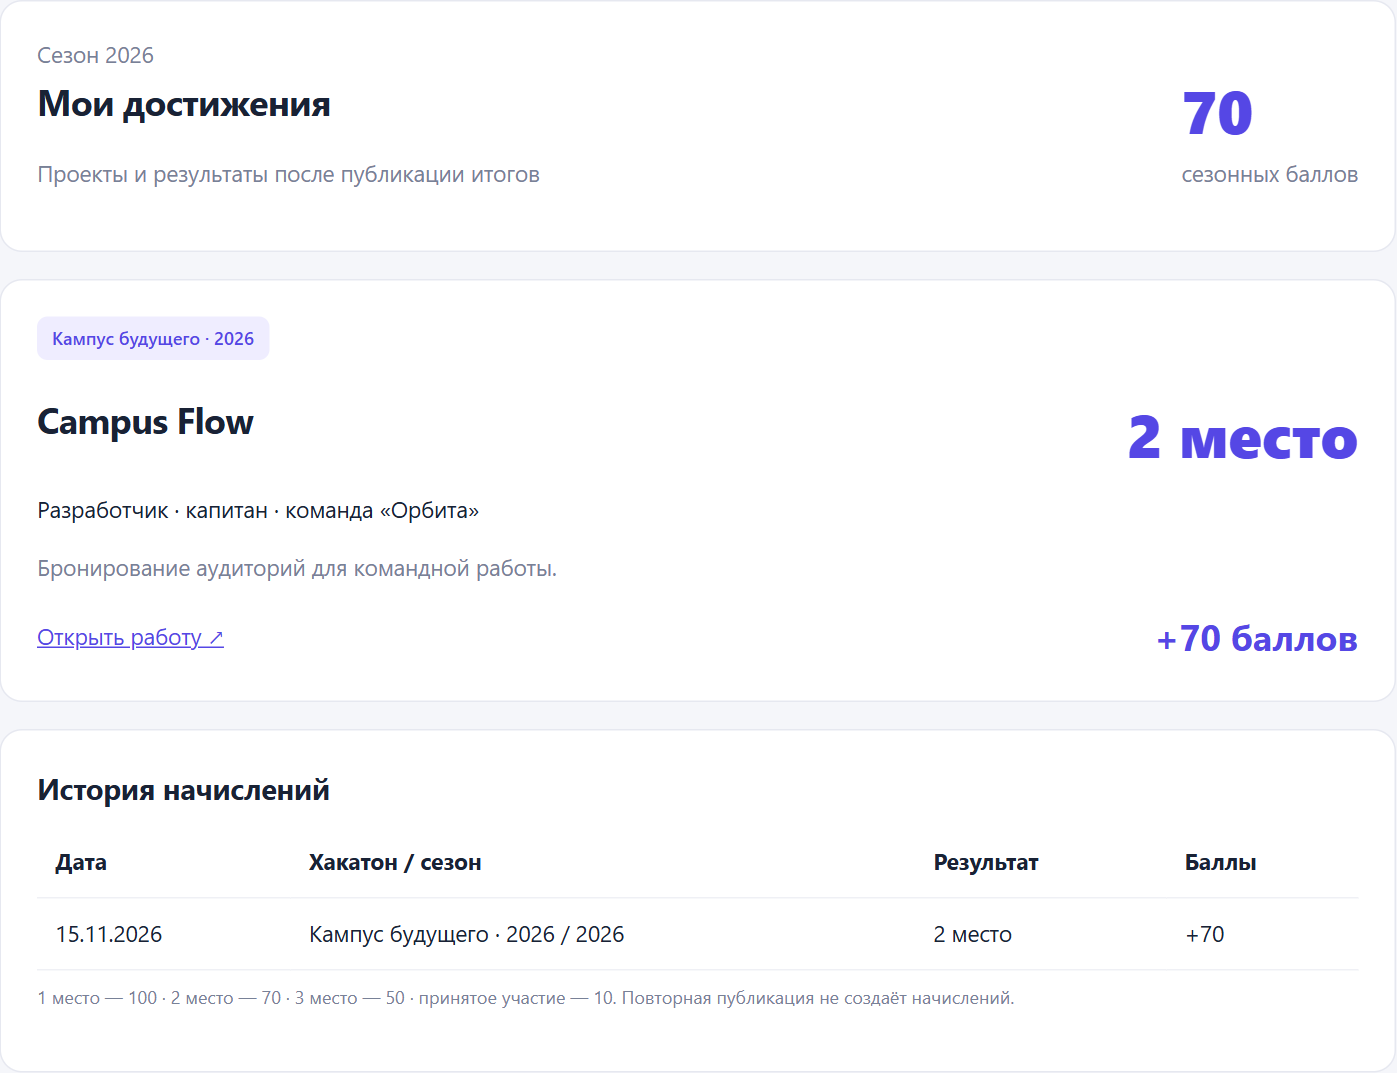 Сезон 2026
Мои достижения
70
Проекты и результаты после публикации итогов
сезонных баллов
Кампус будущего · 2026
Campus Flow
2 место
Разработчик · капитан · команда «Орбита»
Бронирование аудиторий для командной работы.
Открыть работу ↗
+70 баллов
История начислений
Дата Хакатон / сезон Результат Баллы
15.11.2026 Кампус будущего · 2026 / 2026 2 место +70
1 место — 100 · 2 место — 70 · 3 место — 50 · принятое участие — 10. Повторная публикация не создаёт начислений.